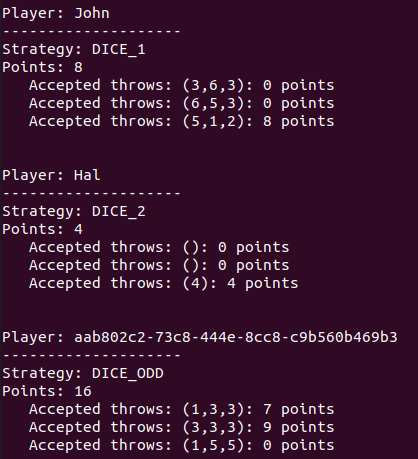 Player: John
--------------------
Strategy: DICE_1
Points: 8
   Accepted throws: (3,6,3): 0 points
   Accepted throws: (6,5,3): 0 points
   Accepted throws: (5,1,2): 8 points

Player: Hal
--------------------
Strategy: DICE_2
Points: 4
   Accepted throws: (): 0 points
   Accepted throws: (): 0 points
   Accepted throws: (4): 4 points

Player: aab802c2-73c8-444e-8cc8-c9b560b469b3
--------------------
Strategy: DICE_ODD
Points: 16
   Accepted throws: (1,3,3): 7 points
   Accepted throws: (3,3,3): 9 points
   Accepted throws: (1,5,5): 0 points